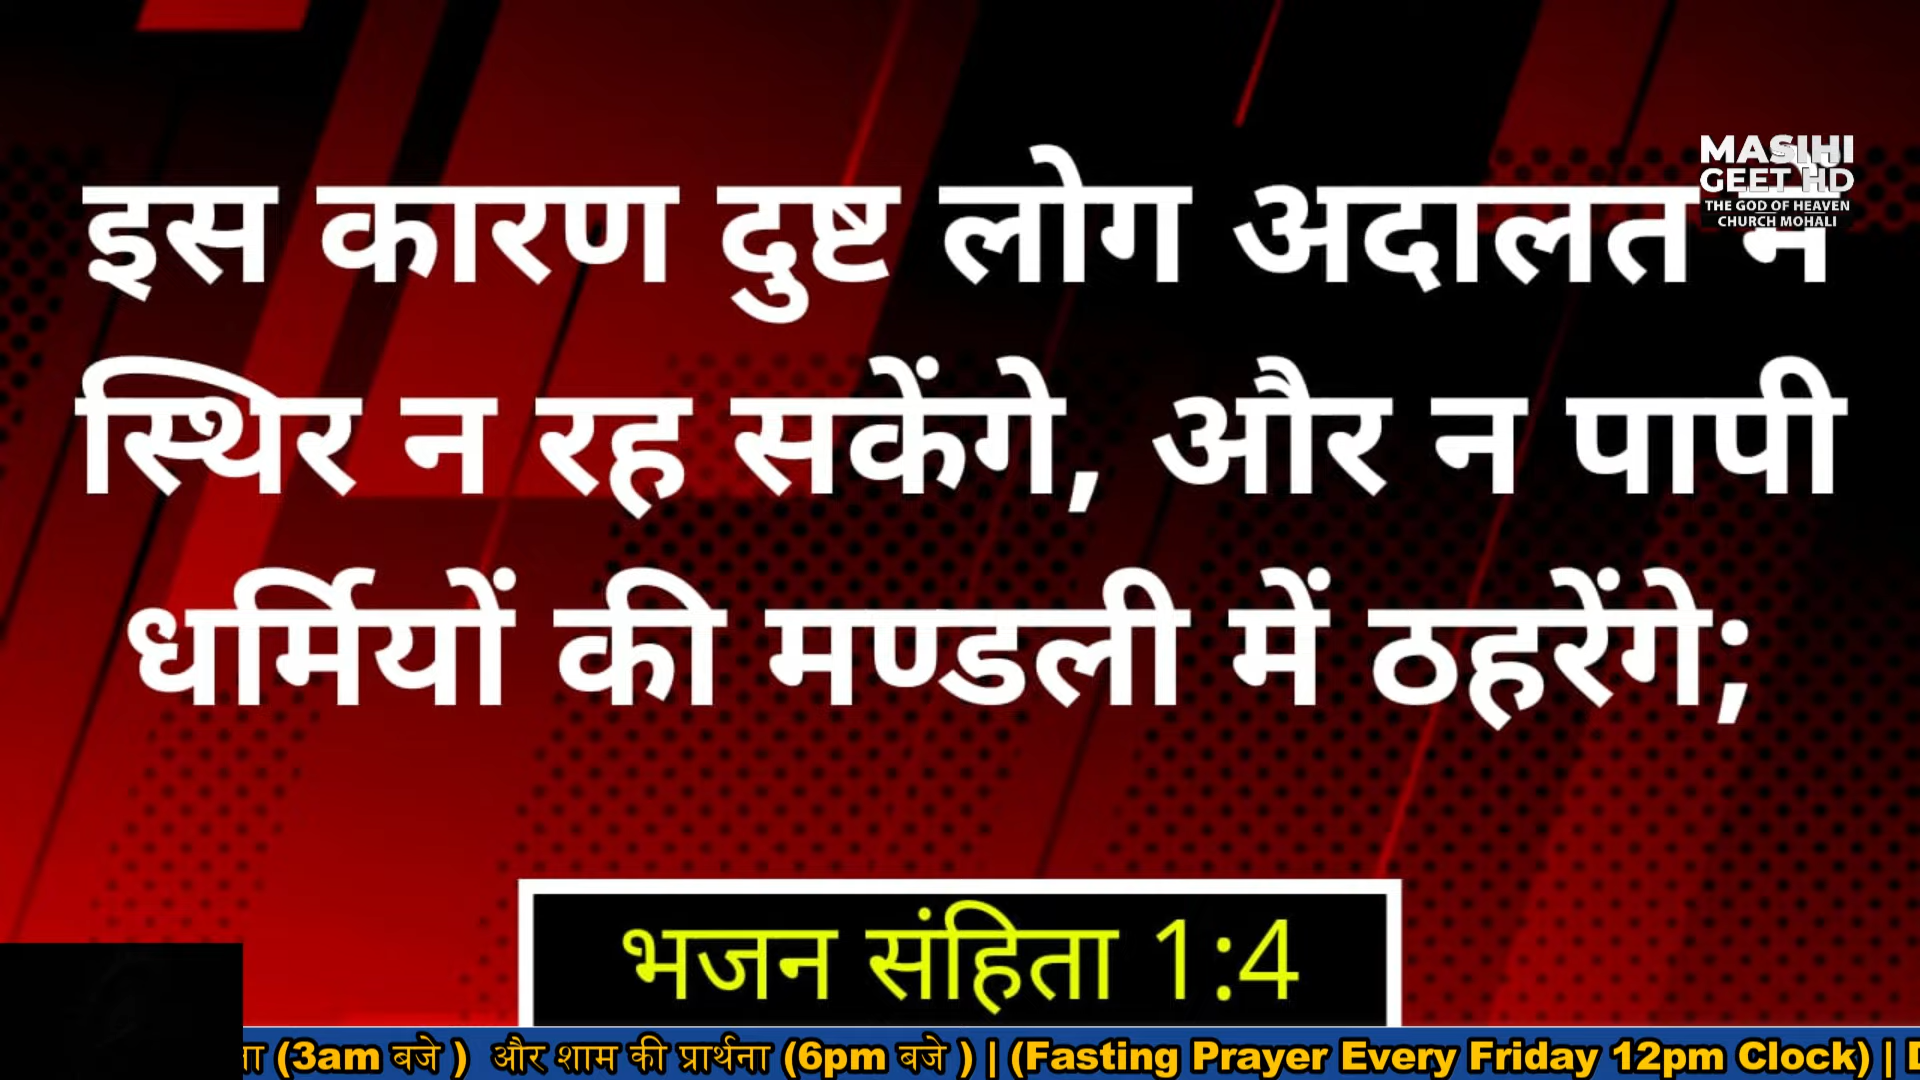 MASIHI
GEET HD
THE GOD OF HEAVEN
CHURCH MOHALI
इस कारण दुष्ट लोग अदालत में
स्थिर न रह सकेंगे, और न पापी
धर्मियों की मण्डली में ठहरेंगे;
भजन संहिता 1:4
(3am बजे ) और शाम की प्रार्थना (6pm बजे ) | (Fasting Prayer Every Friday 12pm Clock) |